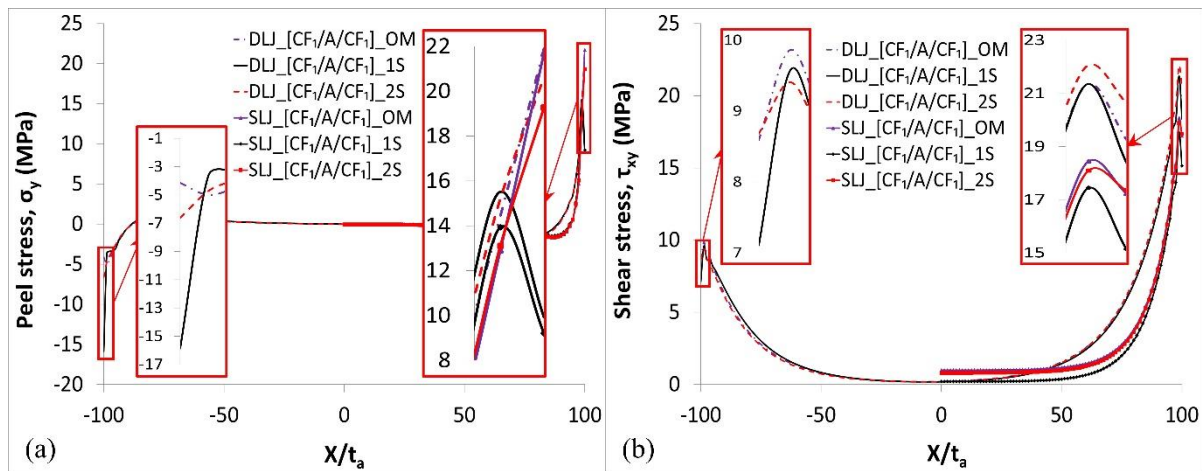 Peel stress, σy (MPa)
25
20
15
10
5
0
-5
-10
-15
-20
DLJ_[CF₁/A/CF₁]_OM
DLJ_[CF₁/A/CF₁]_1S
DLJ_[CF₁/A/CF₁]_2S
SLJ_[CF₁/A/CF₁]_OM
SLJ_[CF₁/A/CF₁]_1S
SLJ_[CF₁/A/CF₁]_2S
-1
-3
-5
-7
-9
-11
-13
-15
-17
22
20
18
16
14
12
10
8
-100 -50 0 50 100
(a) X/ta
Shear stress, τxy (MPa)
25
20
15
10
5
0
10
9
8
7
DLJ_[CF₁/A/CF₁]_OM
DLJ_[CF₁/A/CF₁]_1S
DLJ_[CF₁/A/CF₁]_2S
SLJ_[CF₁/A/CF₁]_OM
SLJ_[CF₁/A/CF₁]_1S
SLJ_[CF₁/A/CF₁]_2S
23
21
19
17
15
-100 -50 0 50 100
(b) X/ta